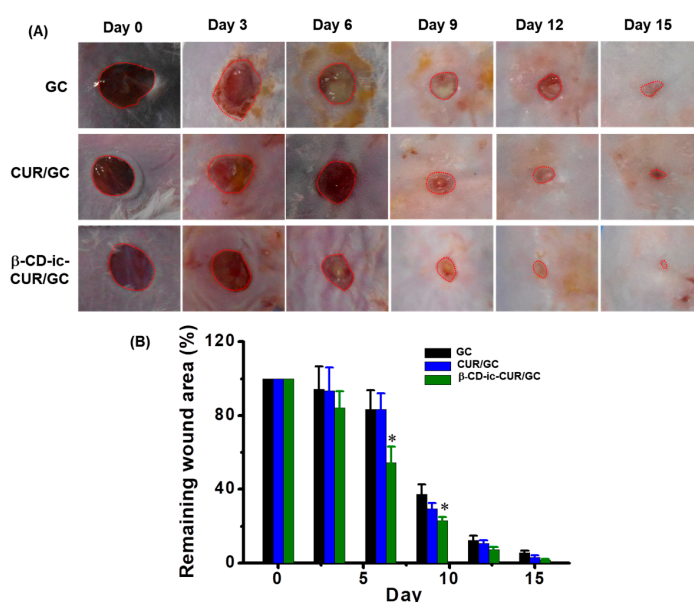 (A)
Day 0 Day 3 Day 6 Day 9 Day 12 Day 15
GC
CUR/GC
β-CD-ic-
CUR/GC
(B)
Remaining wound area (%)
120
80
40
0
GC
CUR/GC
β-CD-ic-CUR/GC
*
*
0 5 10 15
Day